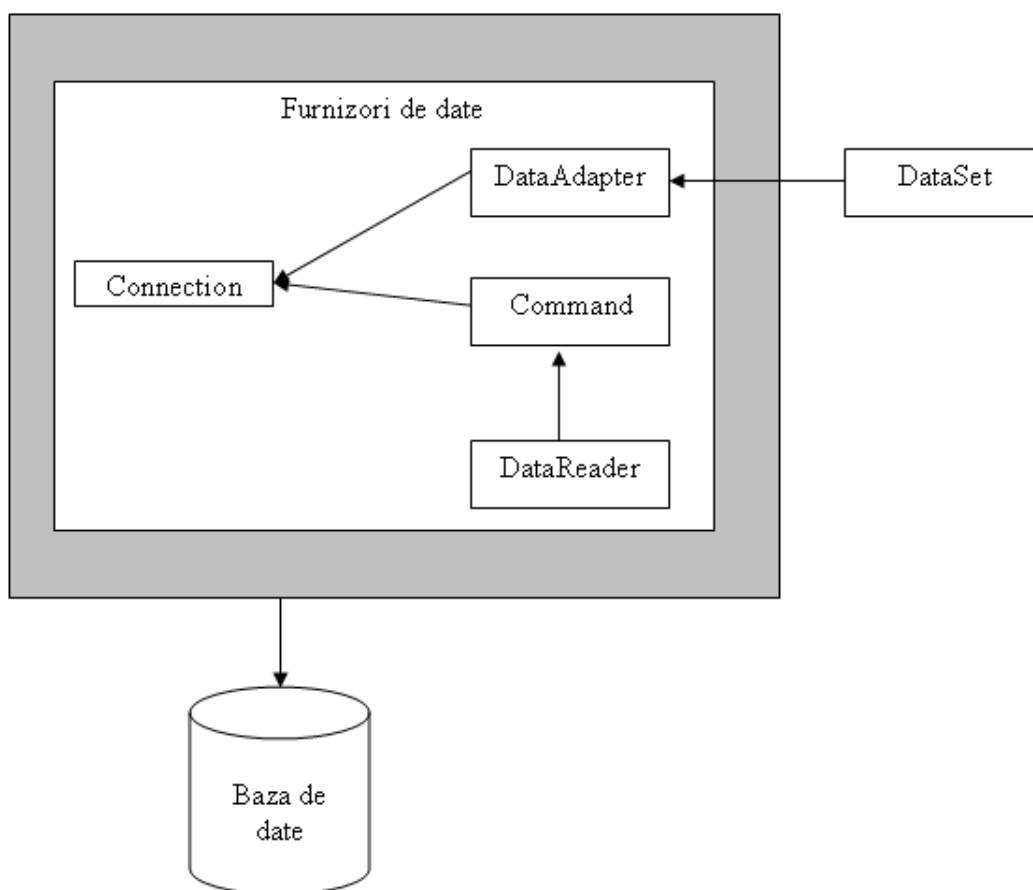 Furnizori de date
DataAdapter
DataSet
Connection
Command
DataReader
Baza de
date